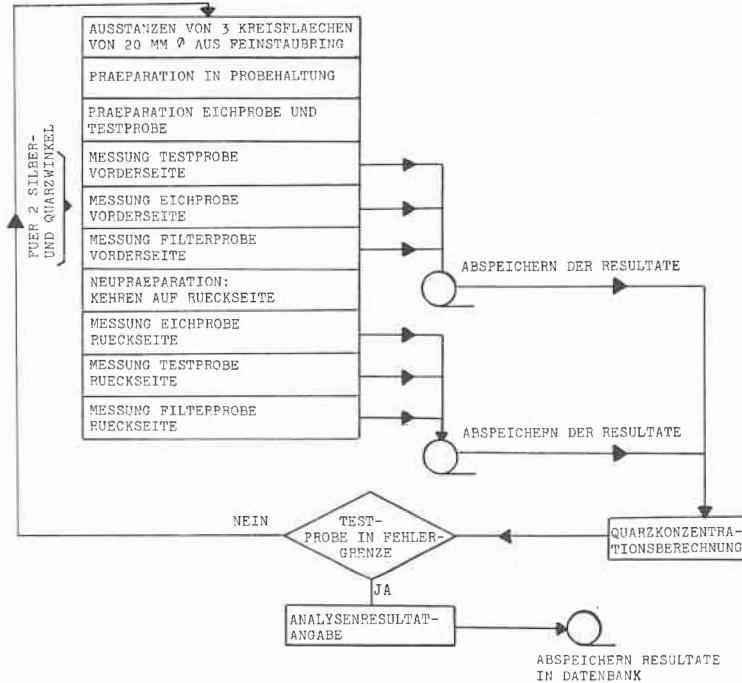 AUSSTANZEN VON 3 KREISFLAECHEN
VON 20 MM Ø AUS FEINSTAUBRING
PRAEPARATION IN PROBEHALTUNG
PRAEPARATION EICHPROBE UND
TESTPROBE
FUER 2 SILBER-
UND QUARZWINKEL
MESSUNG TESTPROBE
VORDERSEITE
MESSUNG EICHPROBE
VORDERSEITE
MESSUNG FILTERPROBE
VORDERSEITE
ABSPEICHERN DER RESULTATE
NEUPRAEPARATION:
KEHREN AUF RUECKSEITE
MESSUNG EICHPROBE
RUECKSEITE
MESSUNG TESTPROBE
RUECKSEITE
MESSUNG FILTERPROBE
RUECKSEITE
ABSPEICHERN DER RESULTATE
NEIN
TEST-
PROBE IN FEHLER-
GRENZE
QUARZKONZENTRA-
TIONSBERECHNUNG
JA
ANALYSENRESULTAT-
ANGABE
ABSPEICHERN RESULTATE
IN DATENBANK